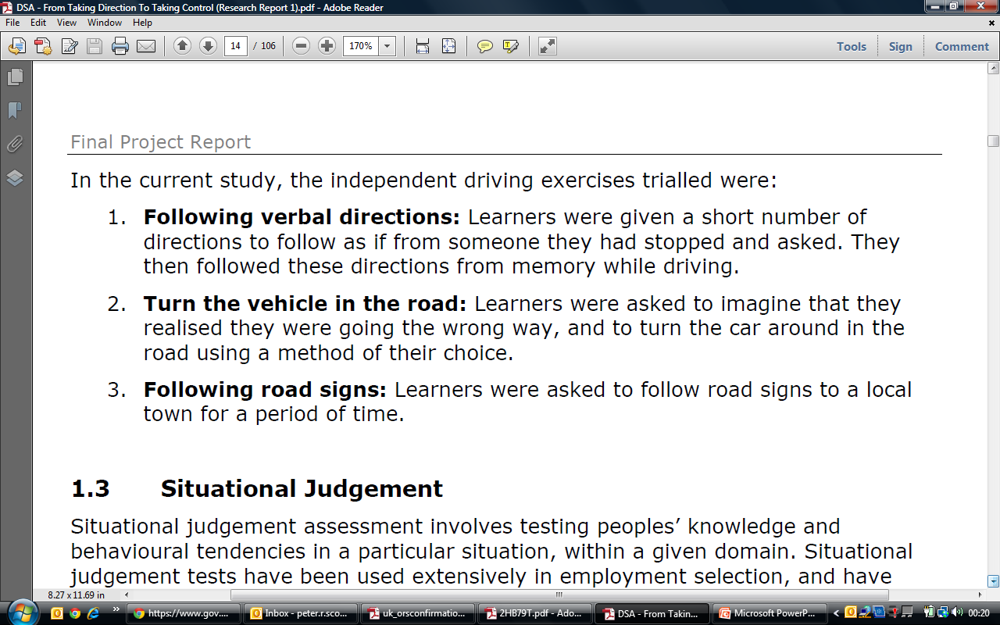 DSA - From Taking Direction To Taking Control (Research Report 1).pdf - Adobe Reader
File Edit View Window Help
14 / 106 170% Tools Sign Comment
Final Project Report
In the current study, the independent driving exercises trialled were:
1. Following verbal directions: Learners were given a short number of
directions to follow as if from someone they had stopped and asked. They
then followed these directions from memory while driving.
2. Turn the vehicle in the road: Learners were asked to imagine that they
realised they were going the wrong way, and to turn the car around in the
road using a method of their choice.
3. Following road signs: Learners were asked to follow road signs to a local
town for a period of time.
1.3 Situational Judgement
Situational judgement assessment involves testing peoples’ knowledge and
behavioural tendencies in a particular situation, within a given domain. Situational
judgement tests have been used extensively in employment selection, and have
8.27 x 11.69 in
https://www.gov.... Inbox - peter.r.sco... uk_orsconfirmatio... 2HB79T.pdf - Ado... DSA - From Takin... Microsoft PowerP... 00:20